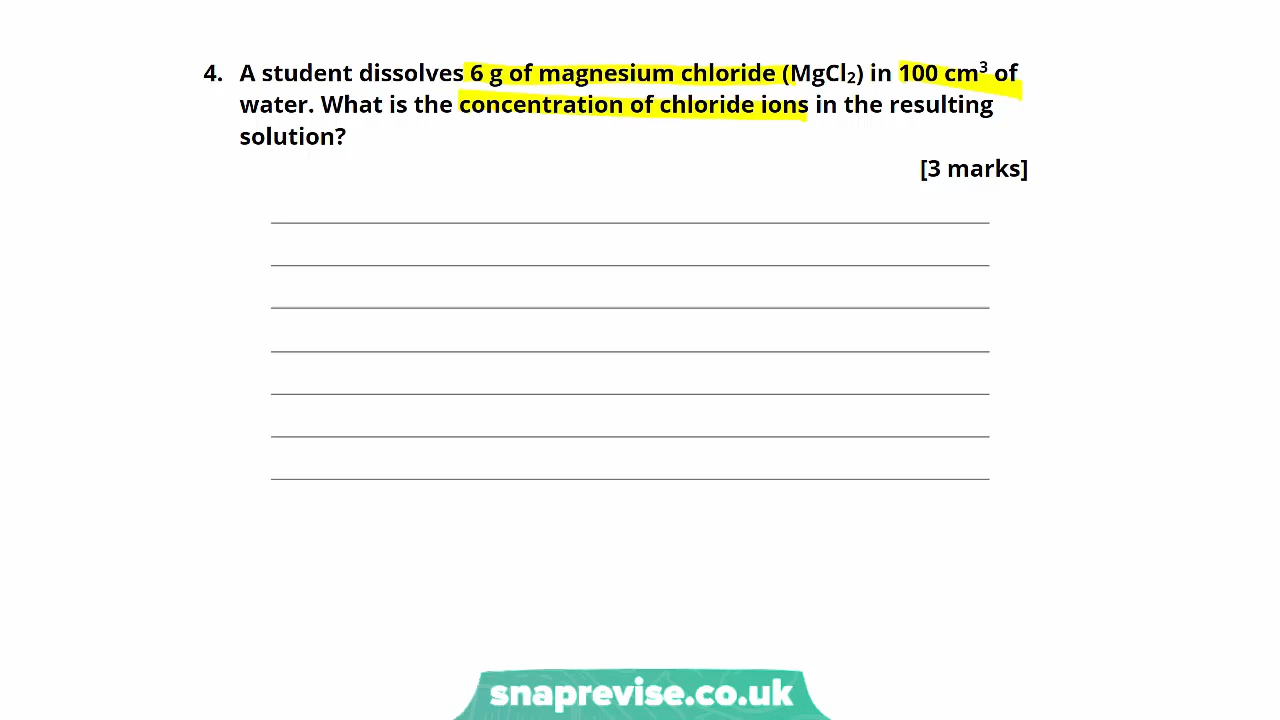 4. A student dissolves 6 g of magnesium chloride (MgCl₂) in 100 cm³ of
water. What is the concentration of chloride ions in the resulting
solution?
[3 marks]
snaprevise.co.uk